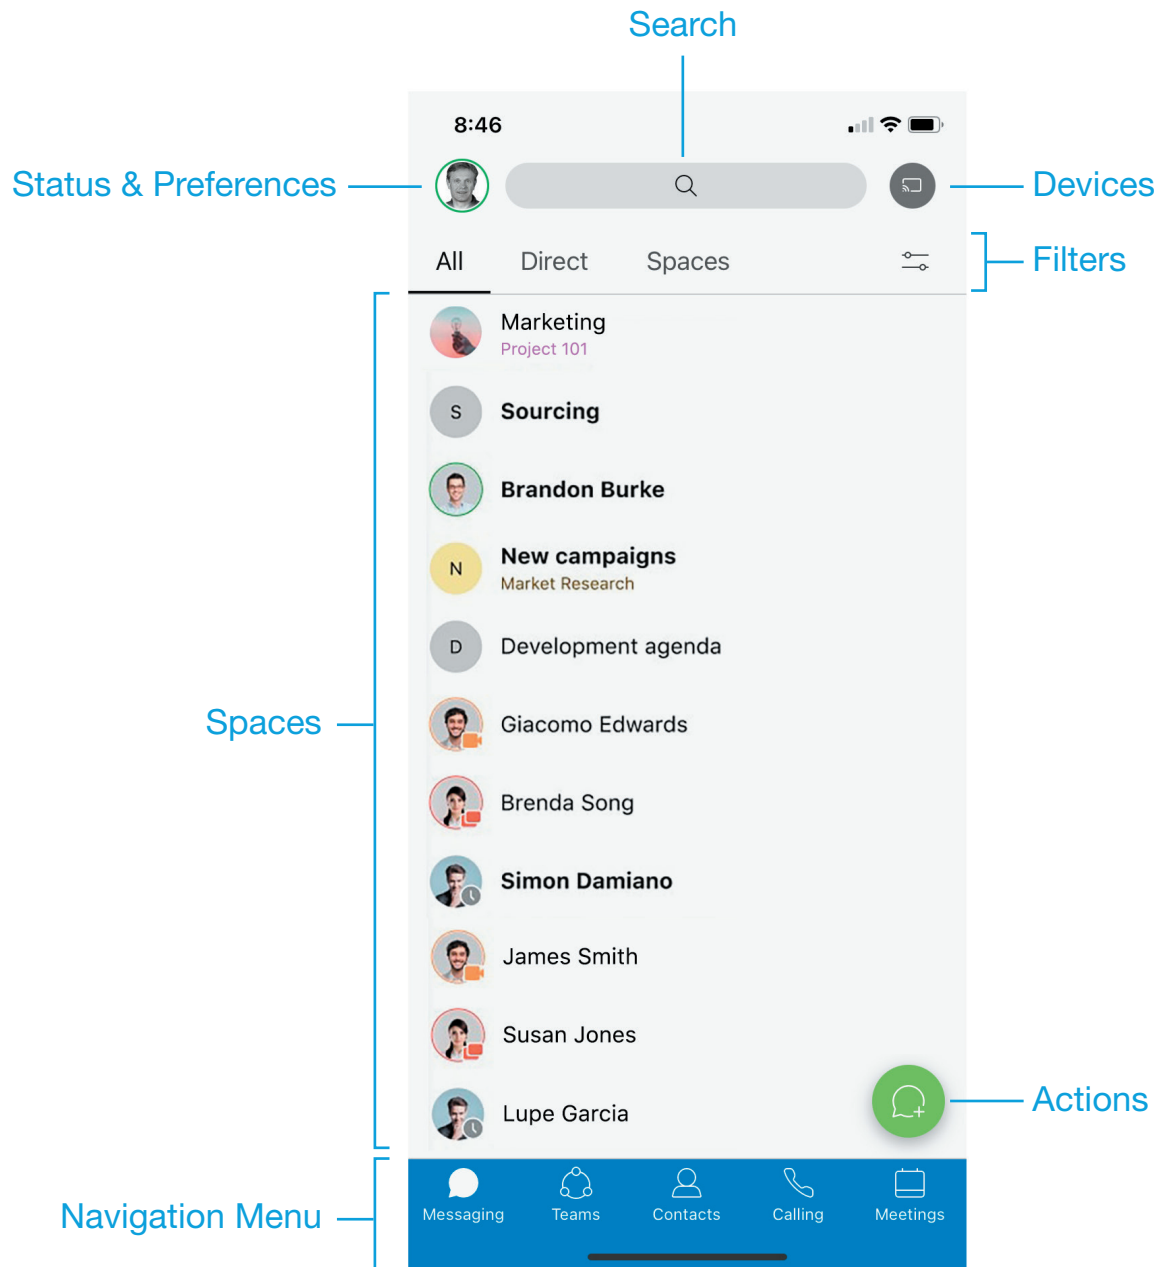 Search
8:46
Status & Preferences
Devices
All Direct Spaces
Filters
Marketing
Project 101
S Sourcing
Brandon Burke
N New campaigns
Market Research
D Development agenda
Spaces
Giacomo Edwards
Brenda Song
Simon Damiano
James Smith
Susan Jones
Actions
Lupe Garcia
Navigation Menu
Messaging Teams Contacts Calling Meetings